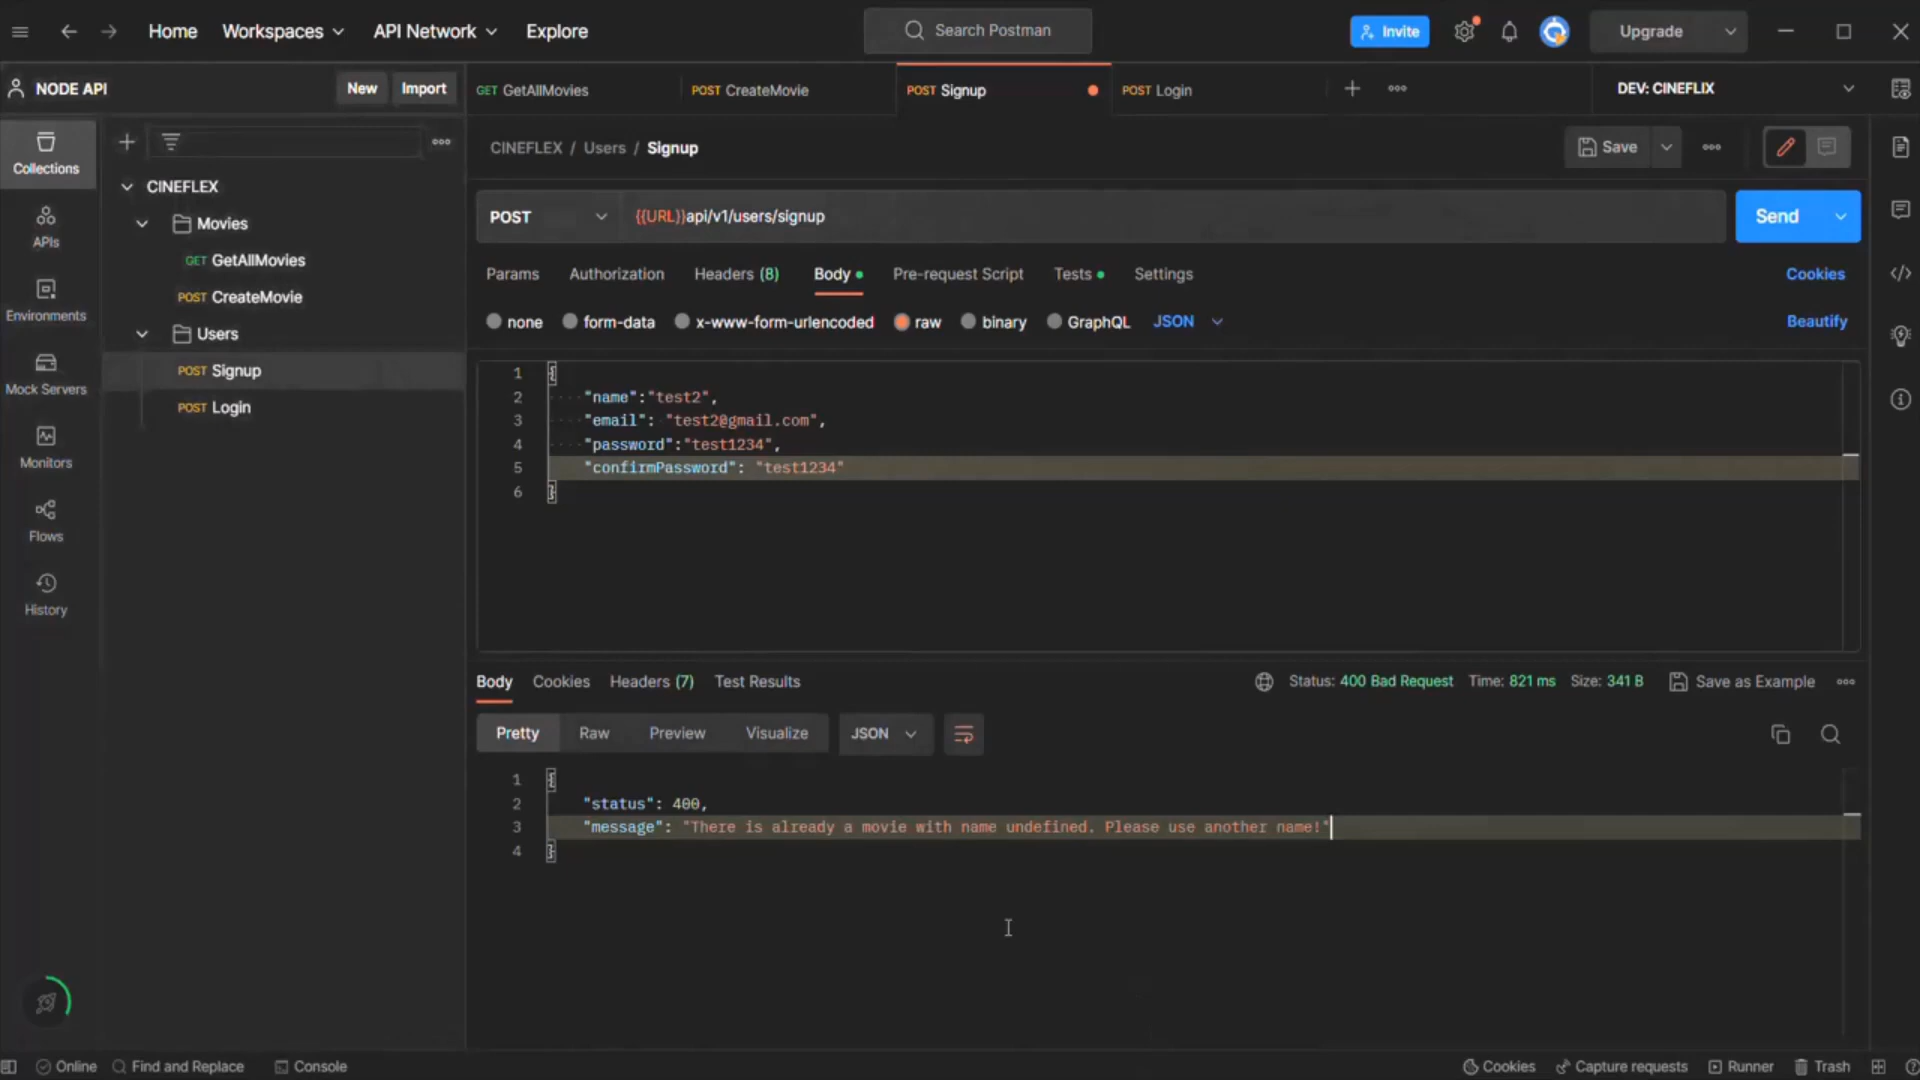 Home Workspaces API Network Explore Search Postman Invite Upgrade
NODE API New Import GET GetAllMovies POST CreateMovie POST Signup POST Login DEV: CINEFLIX
Collections
APIs
Environments
Mock Servers
Monitors
Flows
History
CINEFLEX
Movies
GET GetAllMovies
POST CreateMovie
Users
POST Signup
POST Login
CINEFLEX / Users / Signup Save
POST {{URL}}api/v1/users/signup Send
Params Authorization Headers (8) Body Pre-request Script Tests Settings Cookies
none form-data x-www-form-urlencoded raw binary GraphQL JSON Beautify
1 {
2 "name":"test2",
3 "email": "test2@gmail.com",
4 "password":"test1234",
5 "confirmPassword": "test1234"
6 }
Body Cookies Headers (7) Test Results Status: 400 Bad Request Time: 821 ms Size: 341 B Save as Example
Pretty Raw Preview Visualize JSON
1 {
2 "status": 400,
3 "message": "There is already a movie with name undefined. Please use another name!"
4 }
Online Find and Replace Console Cookies Capture requests Runner Trash